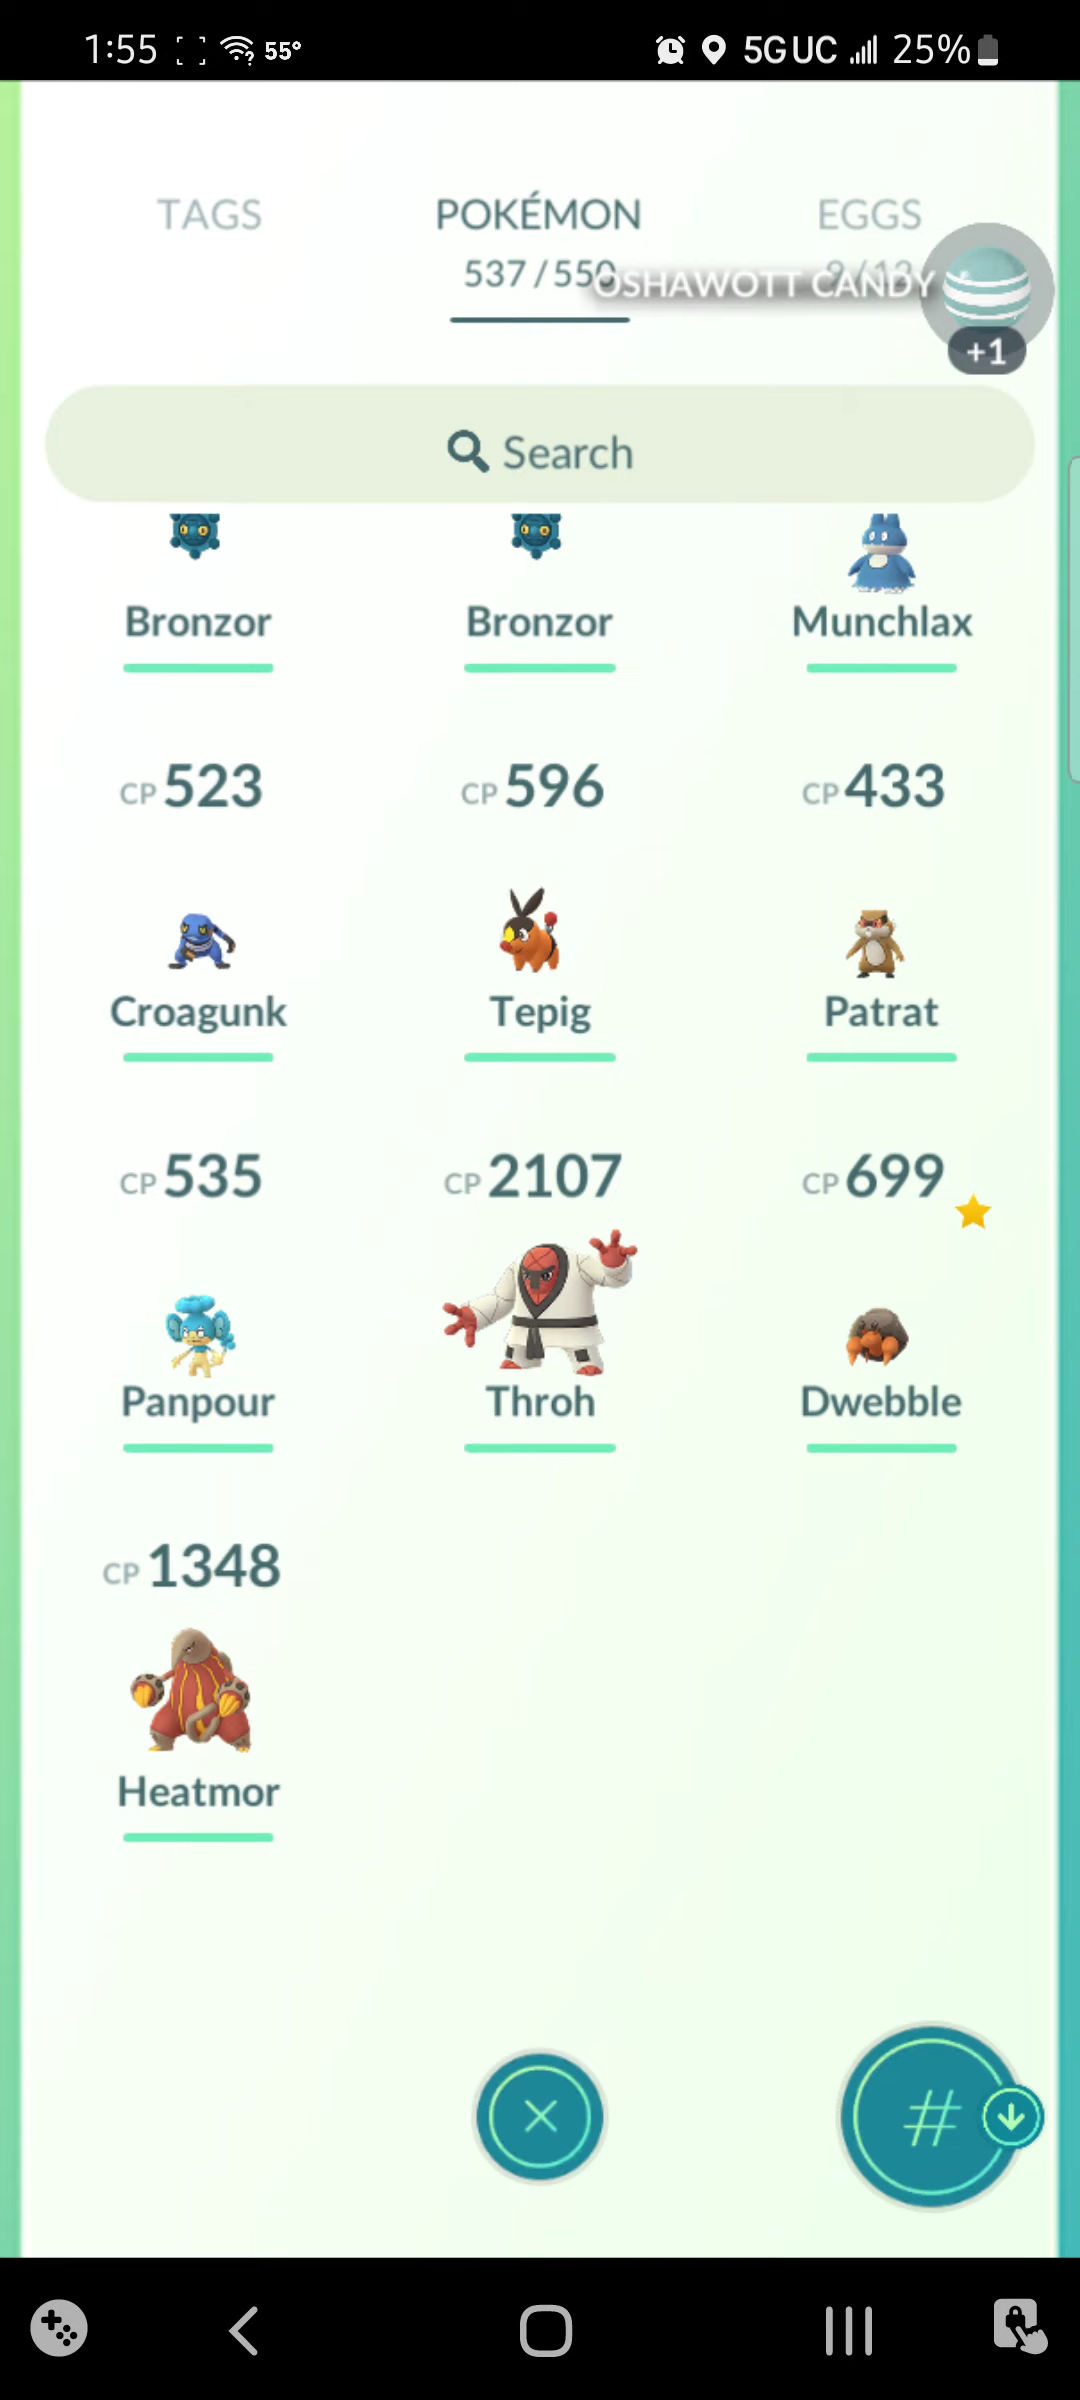 1:55 55° 5G UC 25%
TAGS POKÉMON EGGS
537 / 550
OSHAWOTT CANDY
+1
Search
Bronzor Bronzor Munchlax
CP 523 CP 596 CP 433
Croagunk Tepig Patrat
CP 535 CP 2107 CP 699
Panpour Throh Dwebble
CP 1348
Heatmor
#